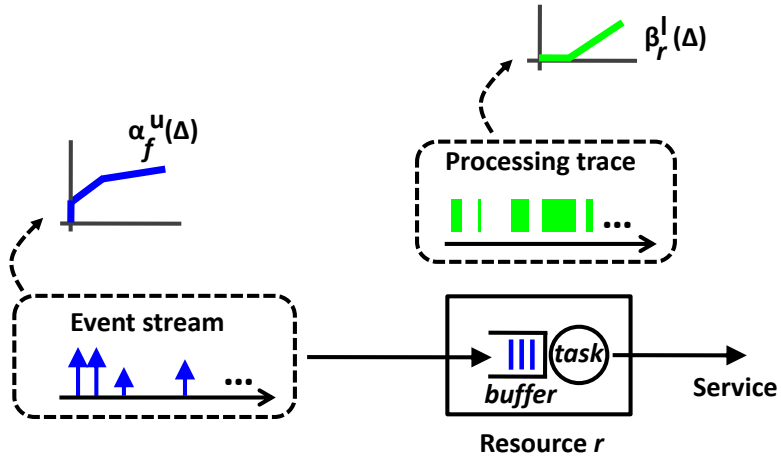 β_r^l(Δ)
α_f^u(Δ)
Processing trace
...
Event stream
...
task
buffer
Service
Resource r